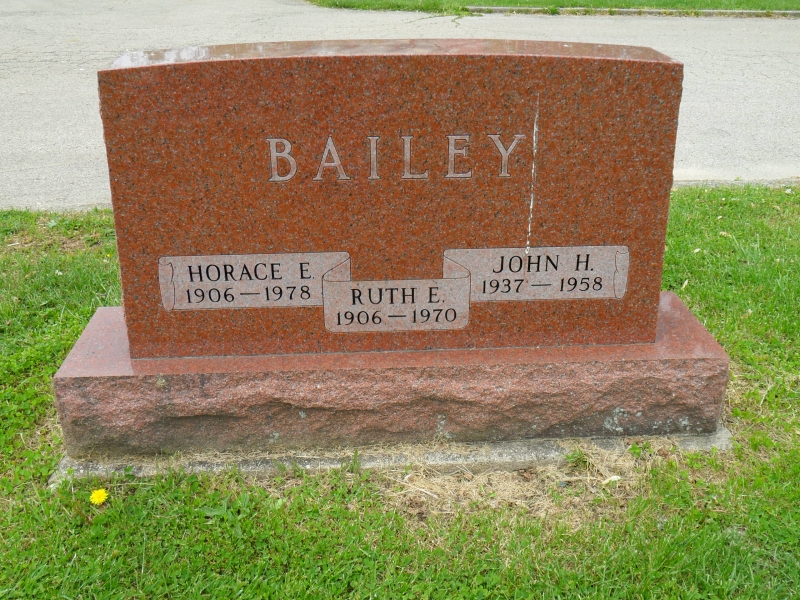 BAILEY
HORACE E.
1906 — 1978
RUTH E.
1906 — 1970
JOHN H.
1937 — 1958